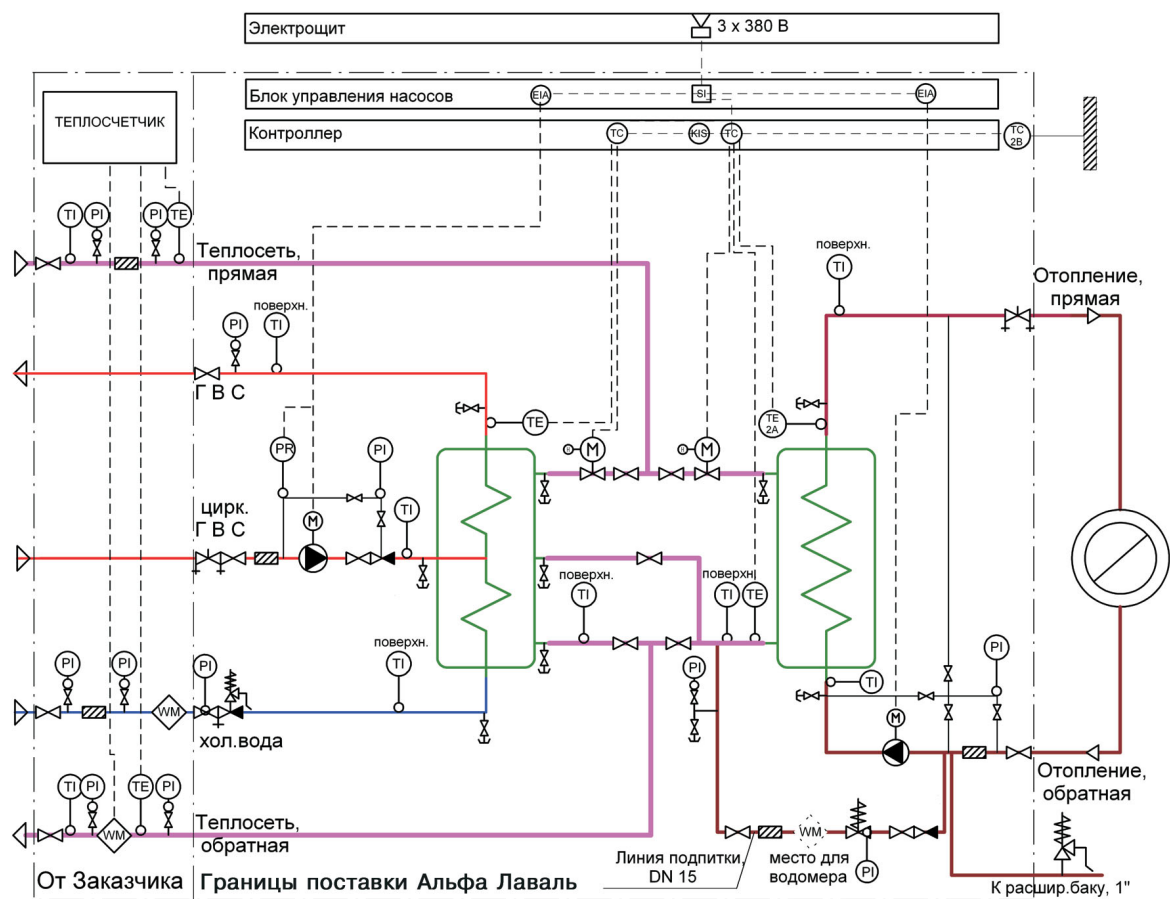 Электрощит
3 x 380 В
Блок управления насосов
EIA
SI
EIA
ТЕПЛОСЧЕТЧИК
Контроллер
TC
KIS
TC
TC
2B
TI
PI
PI
TE
Теплосеть,
прямая
поверхн.
TI
Отопление,
прямая
поверхн.
PI
TI
Г В С
TE
TE
2A
M
M
PR
PI
цирк.
Г В С
M
TI
поверхн.
TI
поверхн
TI
TE
поверхн.
TI
PI
PI
PI
PI
PI
TI
WM
M
хол.вода
TI
PI
TE
PI
WM
Теплосеть,
обратная
Отопление,
обратная
WM
Линия подпитки,
DN 15
место для
водомера
PI
От Заказчика
Границы поставки Альфа Лаваль
К расшир.баку, 1"